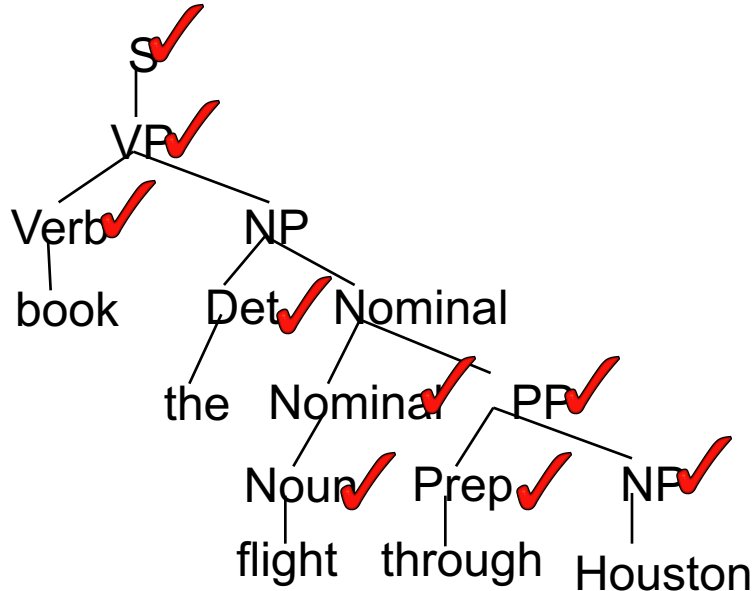 S
VP
Verb NP
book Det Nominal
the Nominal PP
Noun Prep NP
flight through Houston